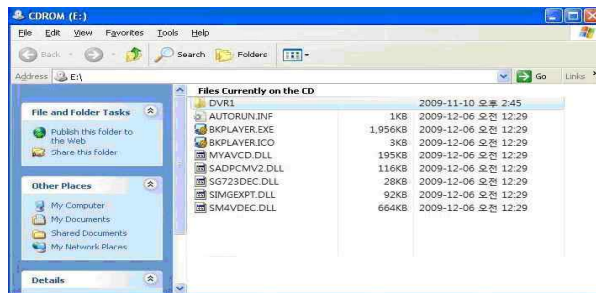 CDROM (E:)
File Edit View Favorites Tools Help
Back Search Folders
Address E:\ Go Links
Files Currently on the CD
DVR1 2009-11-10 오후 2:45
AUTORUN.INF 1KB 2009-12-06 오전 12:29
BKPLAYER.EXE 1,956KB 2009-12-06 오전 12:29
BKPLAYER.ICO 3KB 2009-12-06 오전 12:29
MYAVCD.DLL 195KB 2009-12-06 오전 12:29
SADPCMV2.DLL 116KB 2009-12-06 오전 12:29
SG723DEC.DLL 28KB 2009-12-06 오전 12:29
SIMGEXPT.DLL 92KB 2009-12-06 오전 12:29
SM4VDEC.DLL 664KB 2009-12-06 오전 12:29
File and Folder Tasks
Publish this folder to
the Web
Share this folder
Other Places
My Computer
My Documents
Shared Documents
My Network Places
Details